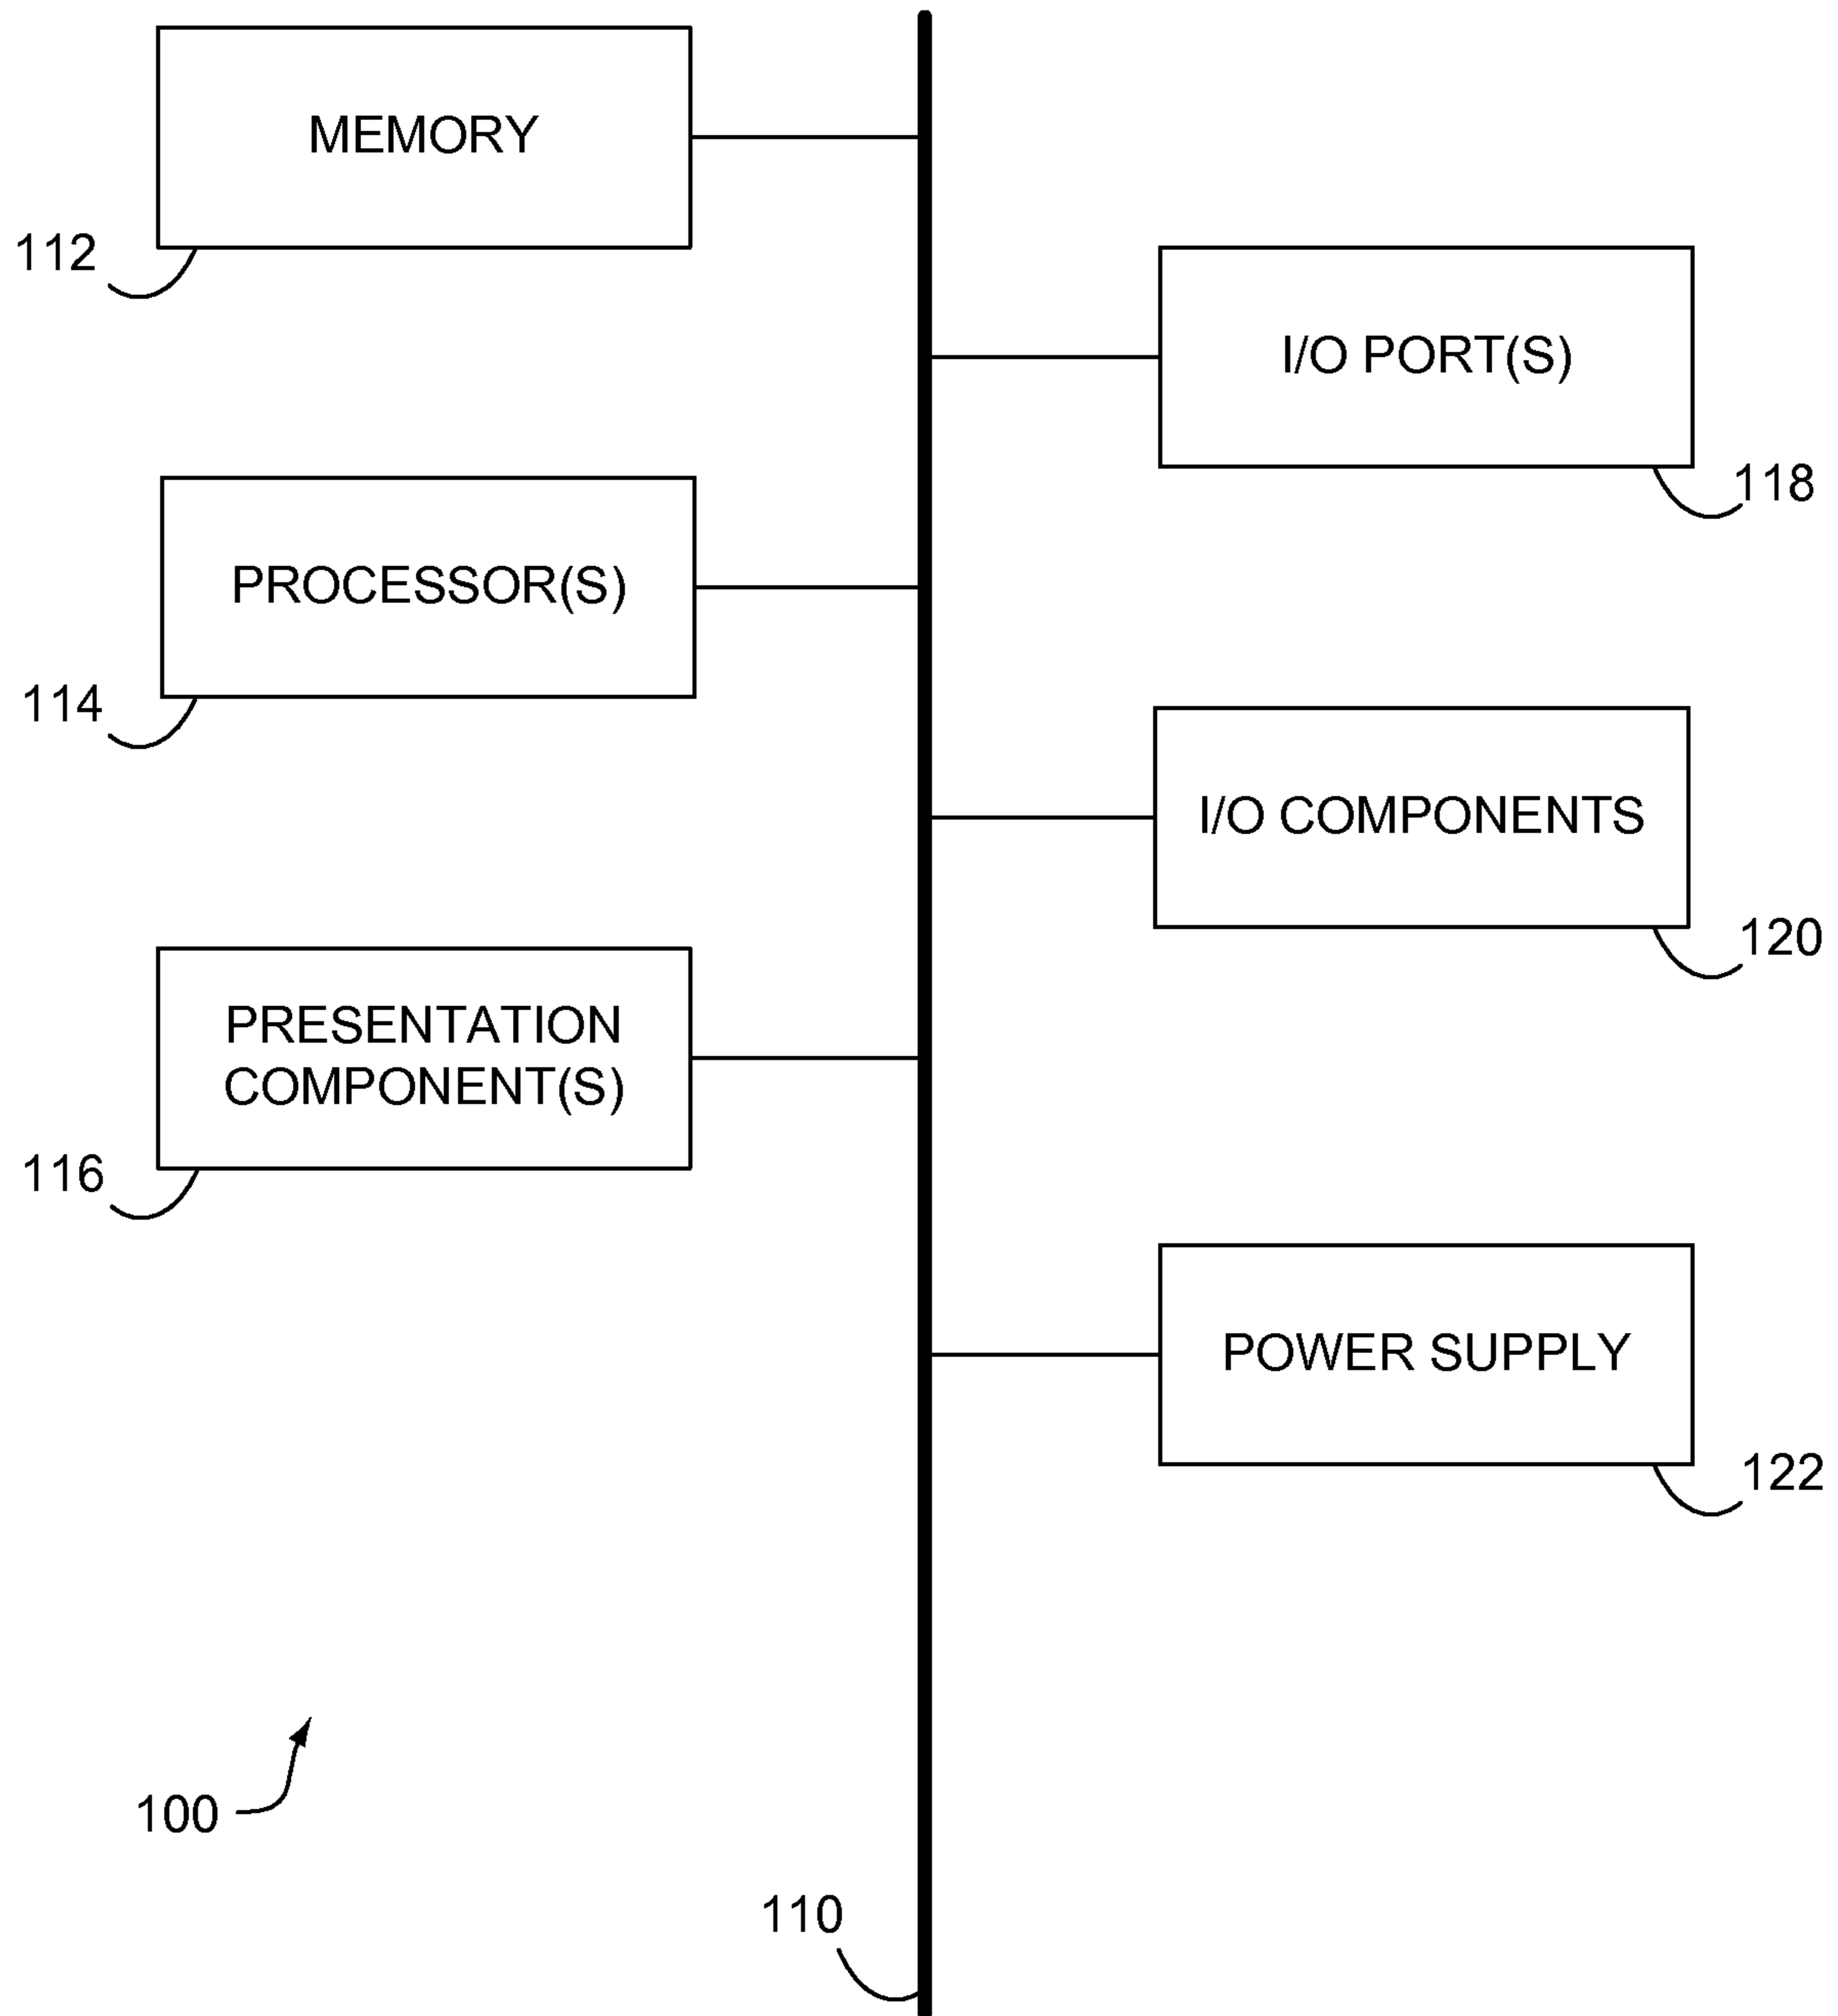 MEMORY
112
I/O PORT(S)
118
PROCESSOR(S)
114
I/O COMPONENTS
120
PRESENTATION
COMPONENT(S)
116
POWER SUPPLY
122
100
110